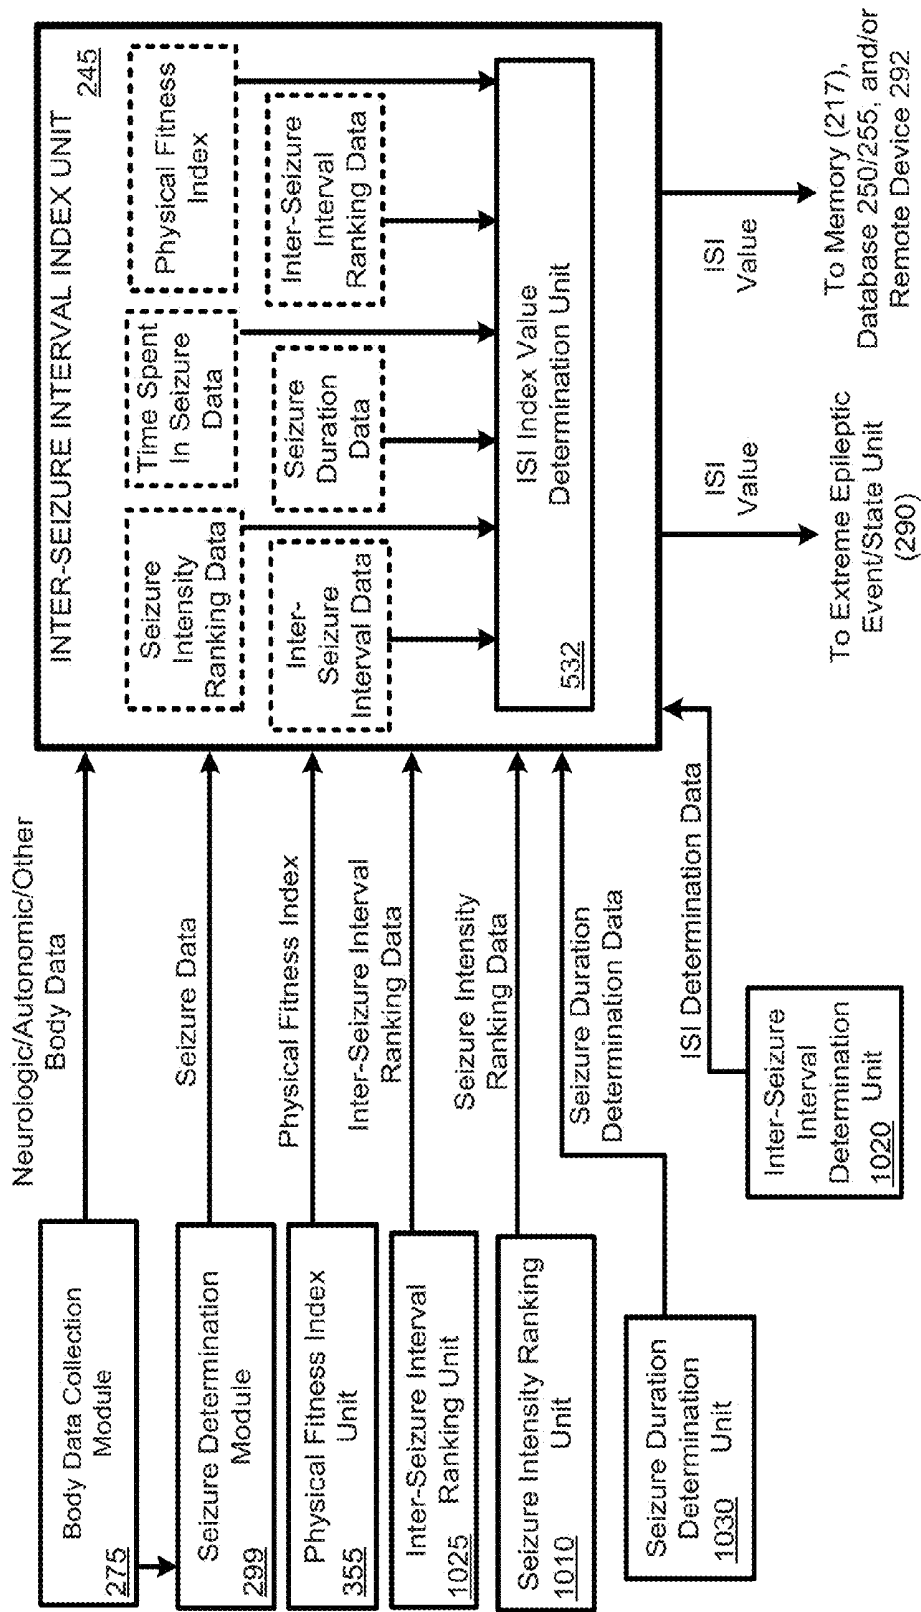 Body Data Collection
Module
275
Seizure Determination
Module
299
Physical Fitness Index
Unit
355
Inter-Seizure Interval
Ranking Unit
1025
Seizure Intensity Ranking
Unit
1010
Seizure Duration
Determination
Unit
1030
Inter-Seizure
Interval
Determination
Unit
1020
Neurologic/Autonomic/Other
Body Data
Seizure Data
Physical Fitness Index
Inter-Seizure Interval
Ranking Data
Seizure Intensity
Ranking Data
Seizure Duration
Determination Data
ISI Determination Data
INTER-SEIZURE INTERVAL INDEX UNIT
245
Seizure
Intensity
Ranking Data
Time Spent
In Seizure
Data
Physical Fitness
Index
Inter-
Seizure
Interval Data
Seizure
Duration
Data
Inter-Seizure
Interval
Ranking Data
ISI Index Value
Determination Unit
532
ISI
Value
ISI
Value
To Extreme Epileptic
Event/State Unit
(290)
To Memory (217),
Database 250/255, and/or
Remote Device 292